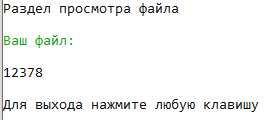 Раздел просмотра файла
Ваш файл:
12378
Для выхода нажмите любую клавишу